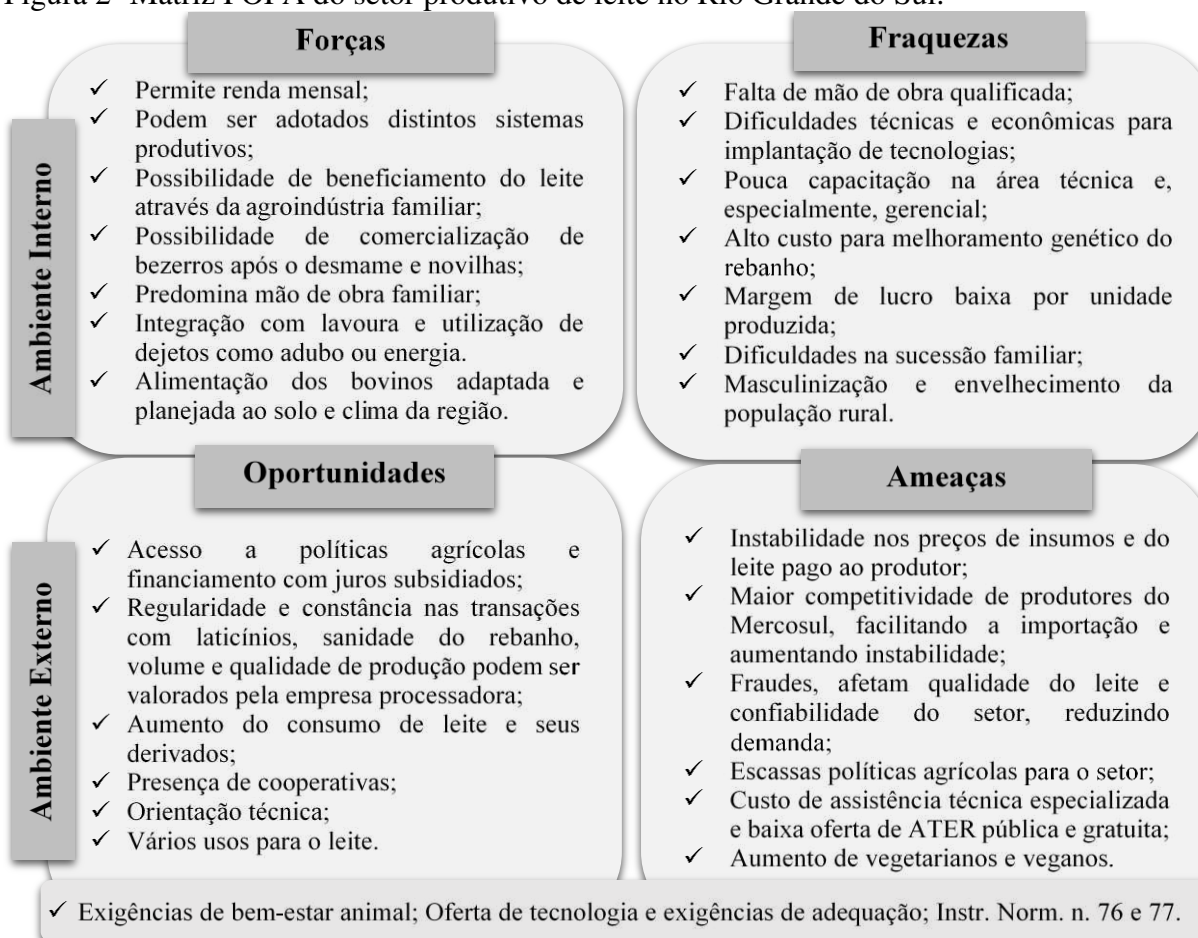 Figura 2- Matriz FOFA do setor produtivo de leite no Rio Grande do Sul.
Forças
Ambiente Interno
✓ Permite renda mensal;
✓ Podem ser adotados distintos sistemas
produtivos;
✓ Possibilidade de beneficiamento do leite
através da agroindústria familiar;
✓ Possibilidade de comercialização de
bezerros após o desmame e novilhas;
✓ Predomina mão de obra familiar;
✓ Integração com lavoura e utilização de
dejetos como adubo ou energia.
✓ Alimentação dos bovinos adaptada e
planejada ao solo e clima da região.
Fraquezas
✓ Falta de mão de obra qualificada;
✓ Dificuldades técnicas e econômicas para
implantação de tecnologias;
✓ Pouca capacitação na área técnica e,
especialmente, gerencial;
✓ Alto custo para melhoramento genético do
rebanho;
✓ Margem de lucro baixa por unidade
produzida;
✓ Dificuldades na sucessão familiar;
✓ Masculinização e envelhecimento da
população rural.
Oportunidades
Ambiente Externo
✓ Acesso a políticas agrícolas e
financiamento com juros subsidiados;
✓ Regularidade e constância nas transações
com laticínios, sanidade do rebanho,
volume e qualidade de produção podem ser
valorados pela empresa processadora;
✓ Aumento do consumo de leite e seus
derivados;
✓ Presença de cooperativas;
✓ Orientação técnica;
✓ Vários usos para o leite.
Ameaças
✓ Instabilidade nos preços de insumos e do
leite pago ao produtor;
✓ Maior competitividade de produtores do
Mercosul, facilitando a importação e
aumentando instabilidade;
✓ Fraudes, afetam qualidade do leite e
confiabilidade do setor, reduzindo
demanda;
✓ Escassas políticas agrícolas para o setor;
✓ Custo de assistência técnica especializada
e baixa oferta de ATER pública e gratuita;
✓ Aumento de vegetarianos e veganos.
✓ Exigências de bem-estar animal; Oferta de tecnologia e exigências de adequação; Instr. Norm. n. 76 e 77.